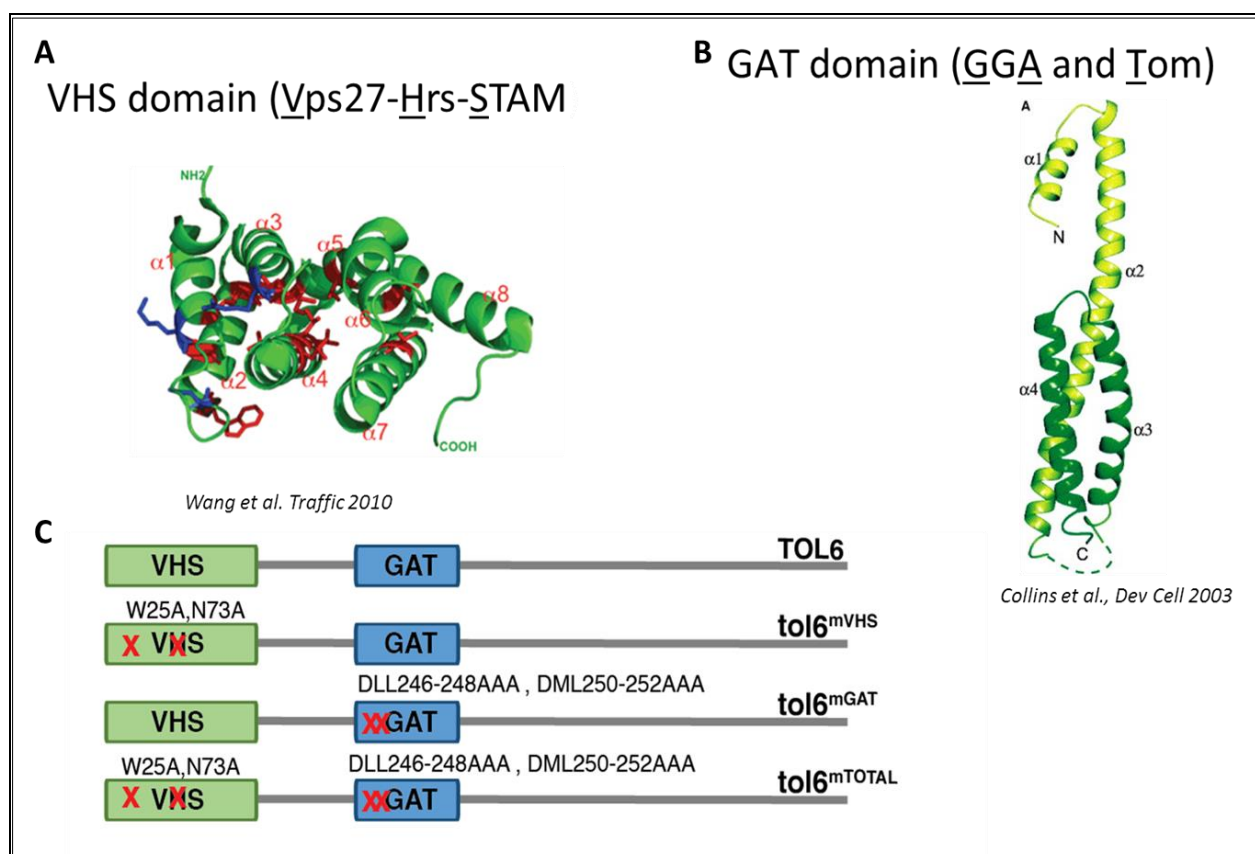 A
VHS domain (Vps27-Hrs-STAM
NH2
α1
α3
α5
α8
α6
α2
α4
α7
COOH
Wang et al. Traffic 2010
B GAT domain (GGA and Tom)
A
α1
N
α2
α4
α3
C
Collins et al., Dev Cell 2003
C
VHS GAT TOL6
W25A,N73A
X VHS X GAT tol6mVHS
DLL246-248AAA , DML250-252AAA
VHS XXGAT tol6mGAT
W25A,N73A DLL246-248AAA , DML250-252AAA
X VHS X XXGAT tol6mTOTAL